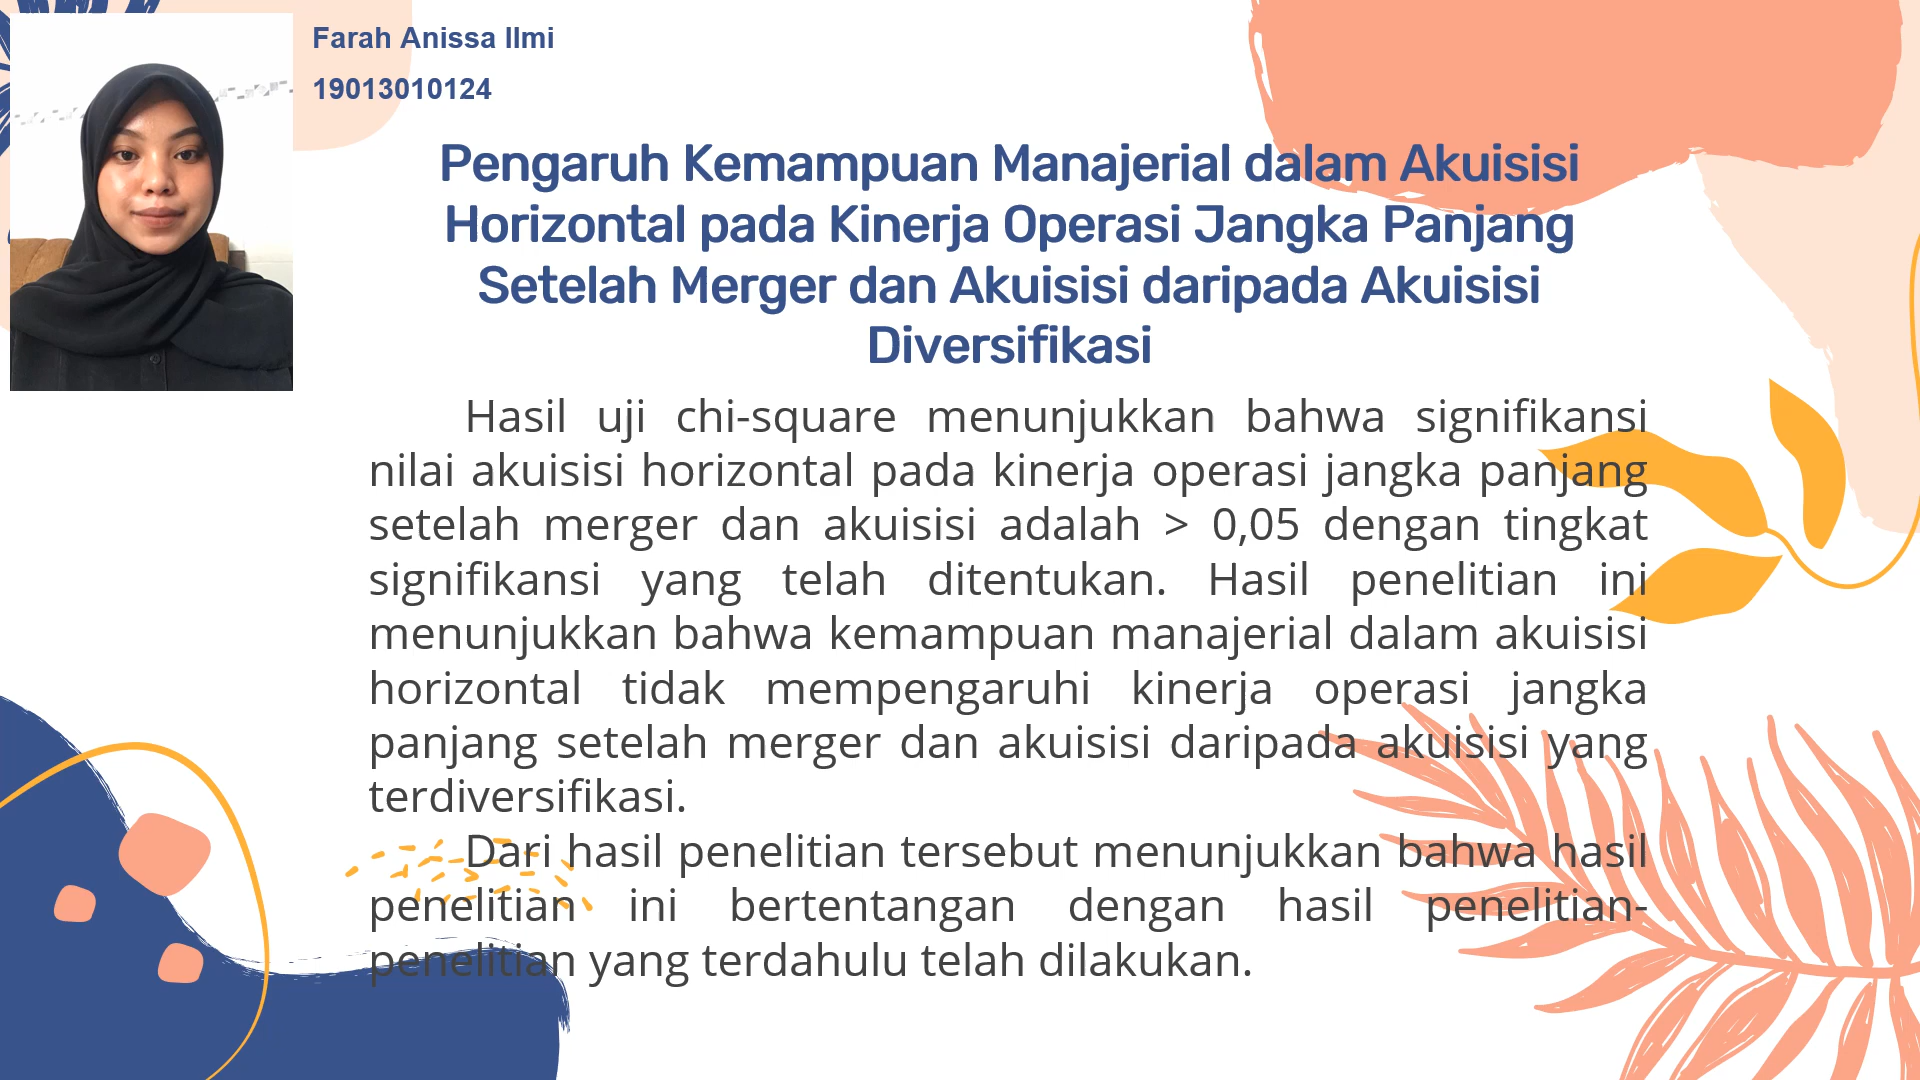 Farah Anissa Ilmi
19013010124
Pengaruh Kemampuan Manajerial dalam Akuisisi
Horizontal pada Kinerja Operasi Jangka Panjang
Setelah Merger dan Akuisisi daripada Akuisisi
Diversifikasi
Hasil uji chi-square menunjukkan bahwa signifikansi
nilai akuisisi horizontal pada kinerja operasi jangka panjang
setelah merger dan akuisisi adalah > 0,05 dengan tingkat
signifikansi yang telah ditentukan. Hasil penelitian ini
menunjukkan bahwa kemampuan manajerial dalam akuisisi
horizontal tidak mempengaruhi kinerja operasi jangka
panjang setelah merger dan akuisisi daripada akuisisi yang
terdiversifikasi.
Dari hasil penelitian tersebut menunjukkan bahwa hasil
penelitian ini bertentangan dengan hasil penelitian-
penelitian yang terdahulu telah dilakukan.